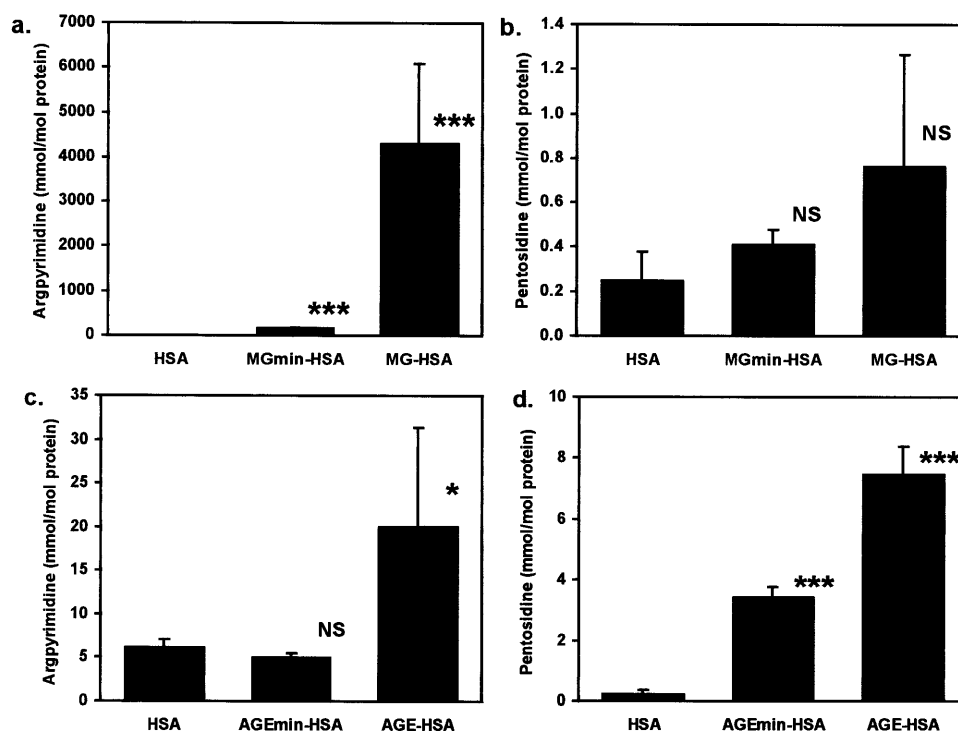 a.
Argpyrimidine (mmol/mol protein)
7000
6000
5000
4000
3000
2000
1000
0
***
***
HSA MGmin-HSA MG-HSA
b.
Pentosidine (mmol/mol protein)
1.4
1.2
1.0
0.8
0.6
0.4
0.2
0.0
NS
NS
HSA MGmin-HSA MG-HSA
c.
Argpyrimidine (mmol/mol protein)
35
30
25
20
15
10
5
0
NS
*
HSA AGEmin-HSA AGE-HSA
d.
Pentosidine (mmol/mol protein)
10
8
6
4
2
0
***
***
HSA AGEmin-HSA AGE-HSA